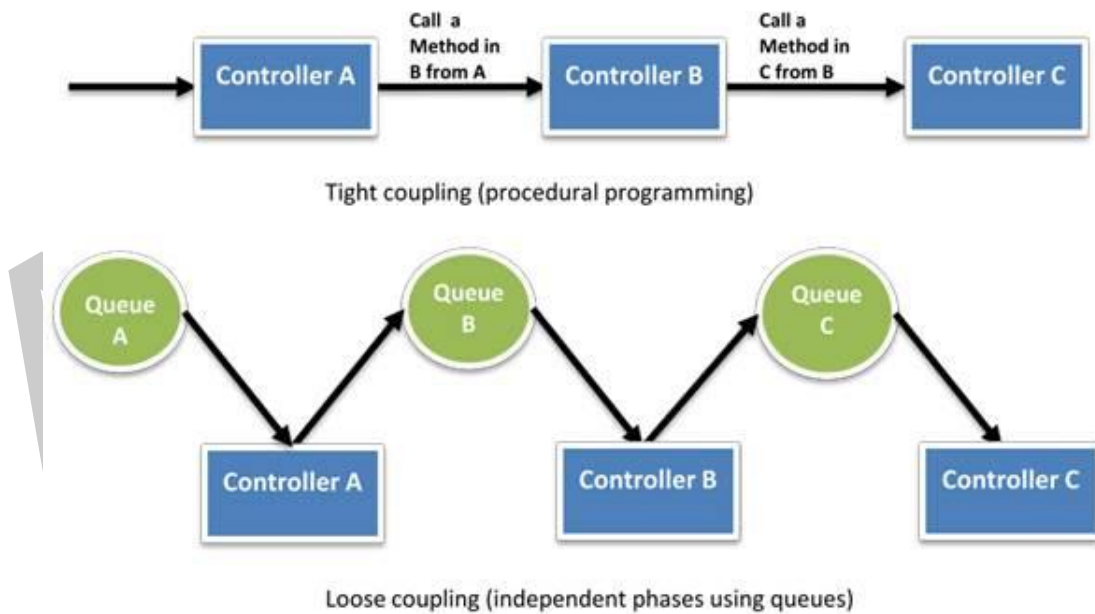 Call a
Method in
B from A
Call a
Method in
C from B
Controller A
Controller B
Controller C
Tight coupling (procedural programming)
Queue
A
Queue
B
Queue
C
Controller A
Controller B
Controller C
Loose coupling (independent phases using queues)